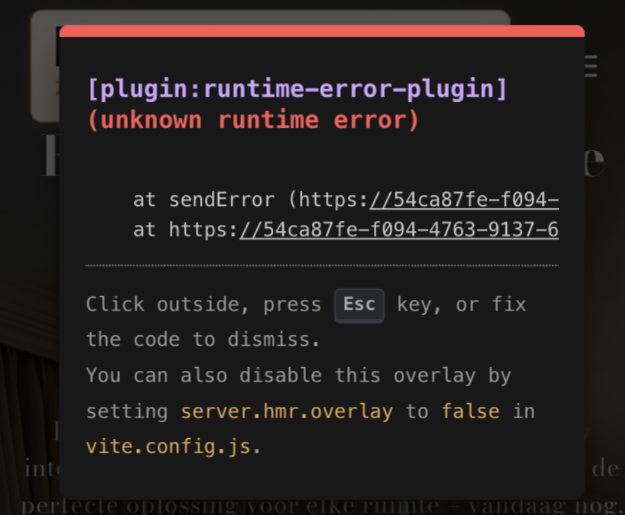 [plugin:runtime-error-plugin]
(unknown runtime error)
at sendError (https://54ca87fe-f094-
at https://54ca87fe-f094-4763-9137-6
Click outside, press Esc key, or fix
the code to dismiss.
You can also disable this overlay by
setting server.hmr.overlay to false in
vite.config.js.
de
perfecte oplossing voor elke ruimte – vandaag nog.